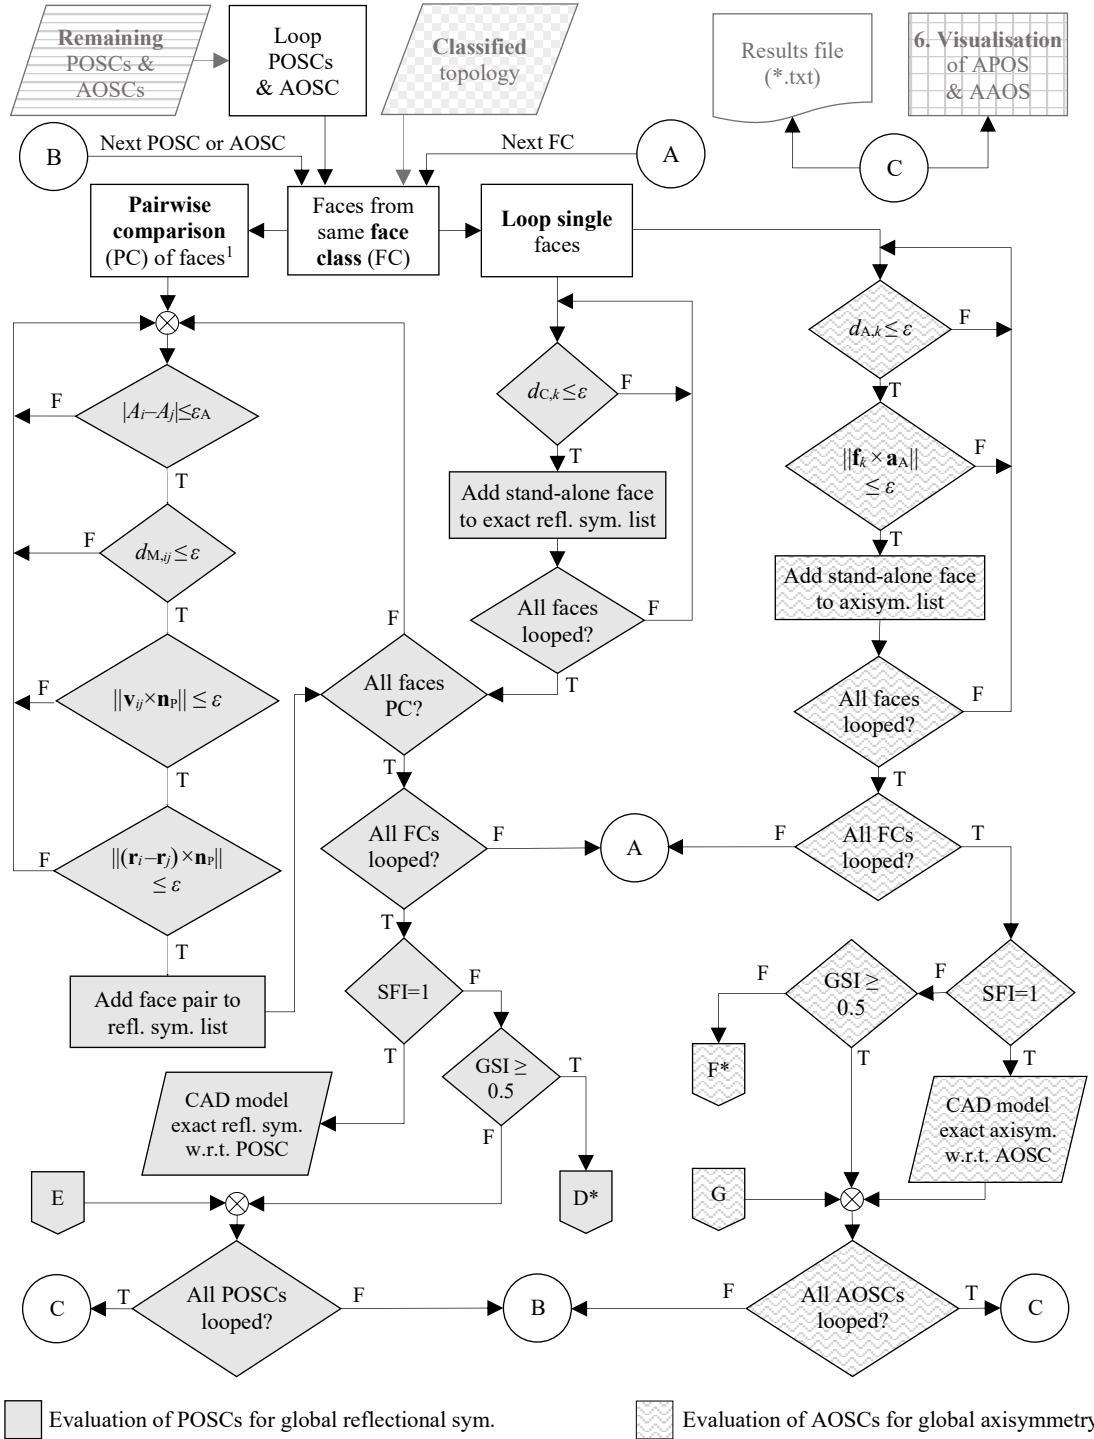 Remaining
POSCs &
AOSCs
Loop
POSCs
& AOSC
Classified
topology
Results file
(*.txt)
6. Visualisation
of APOS
& AAOS
B
Next POSC or AOSC
Next FC
A
C
Pairwise
comparison
(PC) of faces¹
Faces from
same face
class (FC)
Loop single
faces
|Ai−Aj|≤εA
F
T
dM,ij ≤ ε
F
T
||vij×nP|| ≤ ε
F
T
||(ri−rj)×nP||
≤ ε
F
T
Add face pair to
refl. sym. list
dC,k ≤ ε
F
T
Add stand-alone face
to exact refl. sym. list
All faces
looped?
F
T
All faces
PC?
F
T
All FCs
looped?
F
T
A
SFI=1
F
T
GSI ≥
0.5
T
F
CAD model
exact refl. sym.
w.r.t. POSC
D*
E
All POSCs
looped?
T
F
C
B
dA,k ≤ ε
F
T
||fk × aA||
≤ ε
F
T
Add stand-alone face
to axisym. list
All faces
looped?
F
T
All FCs
looped?
F
T
SFI=1
F
T
GSI ≥
0.5
F
T
F*
CAD model
exact axisym.
w.r.t. AOSC
G
All AOSCs
looped?
F
T
C
Evaluation of POSCs for global reflectional sym.
Evaluation of AOSCs for global axisymmetry